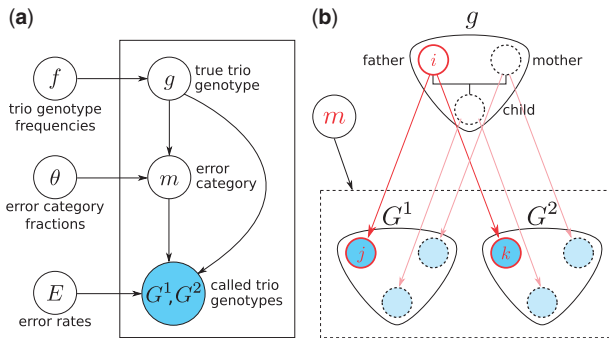 (a)
f
trio genotype
frequencies
g
true trio
genotype
θ
error category
fractions
m
error
category
E
error rates
G¹,G²
called trio
genotypes
(b)
g
father
i
mother
child
m
G¹
G²
j
k